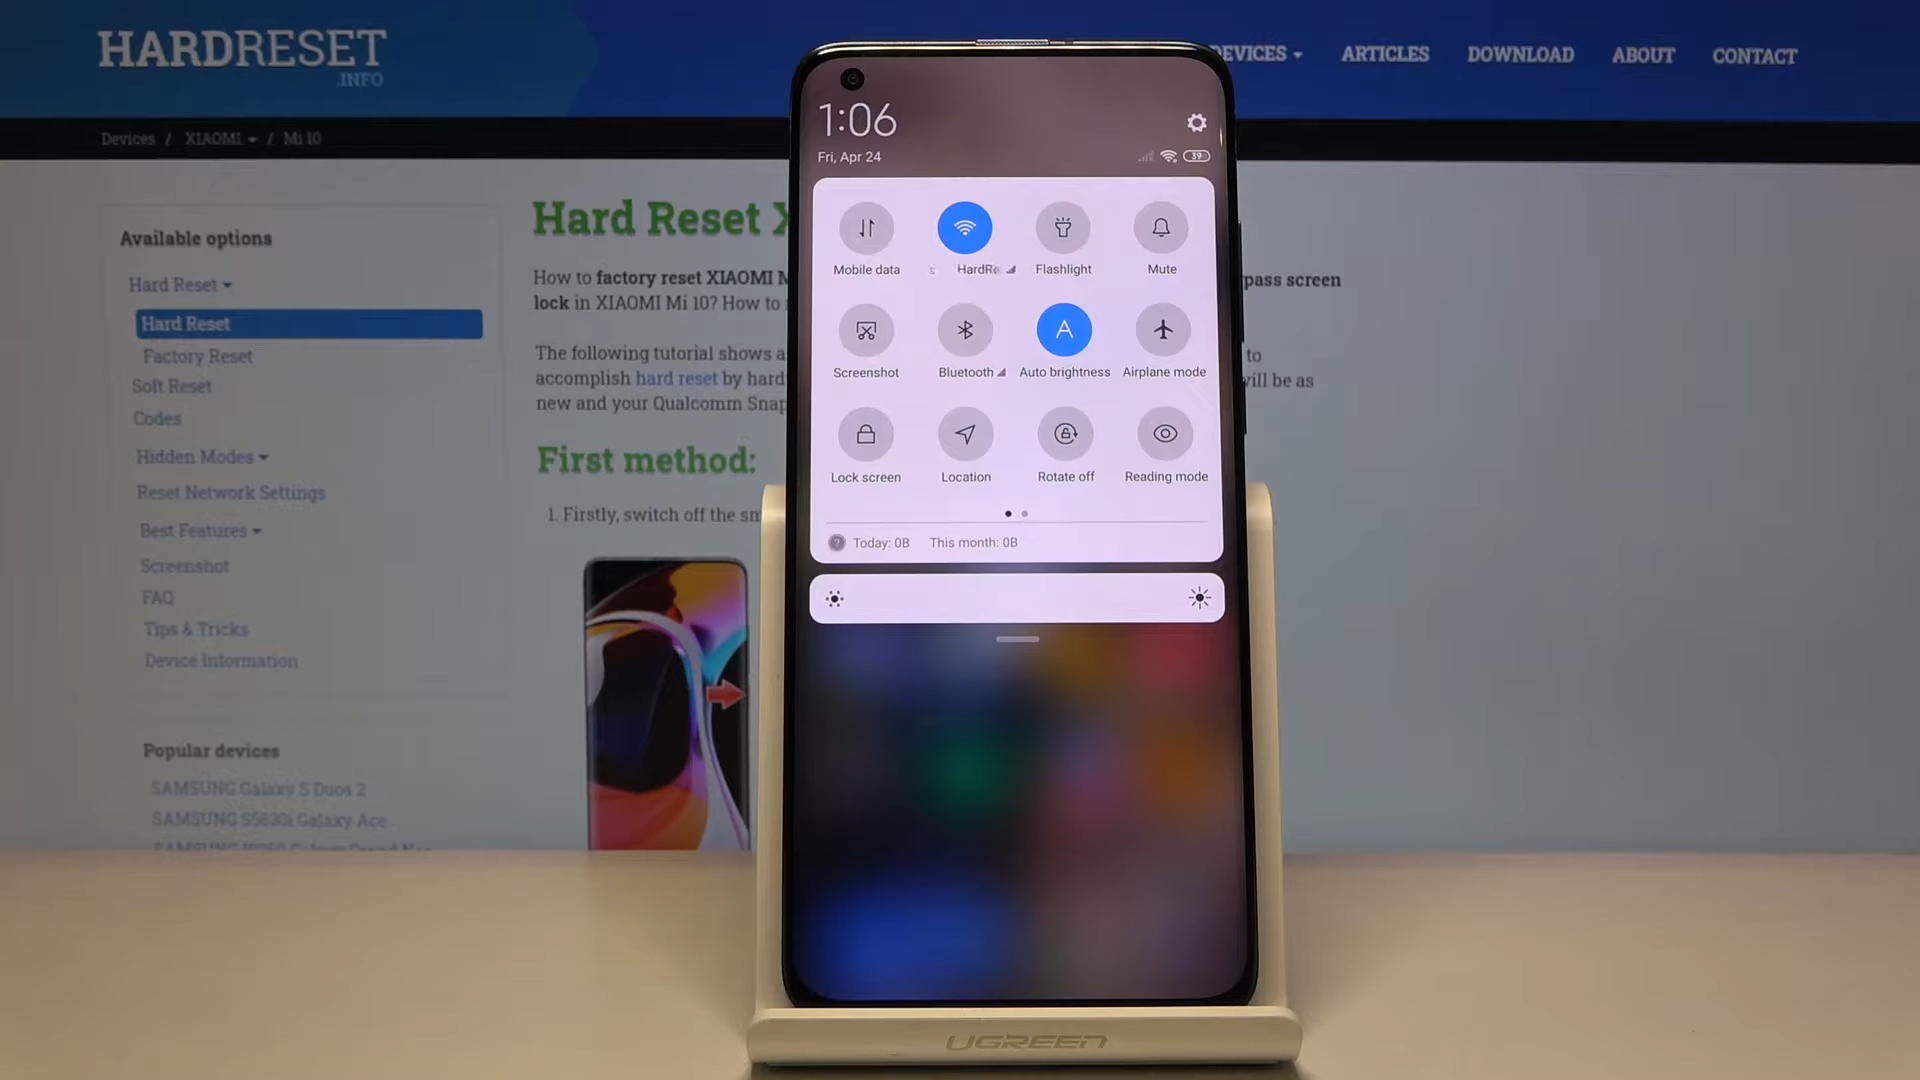 HARDRESET
.INFO
DEVICES ARTICLES DOWNLOAD ABOUT CONTACT
Devices / XIAOMI / Mi 10
Available options
Hard Reset
Hard Reset
Factory Reset
Soft Reset
Codes
Hidden Modes
Reset Network Settings
Best Features
Screenshot
FAQ
Tips & Tricks
Device Information
Popular devices
SAMSUNG Galaxy S Duos 2
SAMSUNG S5830i Galaxy Ace
Hard Reset
How to factory reset XIAOMI
pass screen
lock in XIAOMI Mi 10? How to
The following tutorial shows
to
accomplish hard reset by
will be as
new and your Qualcomm
First method:
1. Firstly, switch off the
1:06
Fri, Apr 24
39
Mobile data
HardRe
Flashlight
Mute
Screenshot
Bluetooth
Auto brightness
Airplane mode
Lock screen
Location
Rotate off
Reading mode
Today: 0B This month: 0B
UGREEN